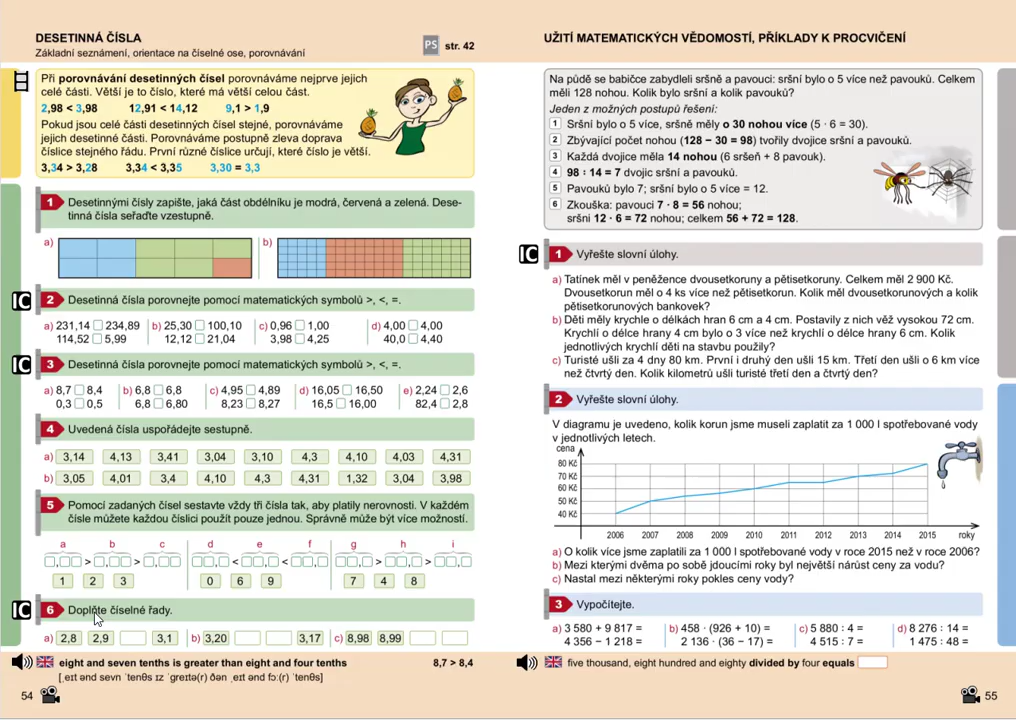 DESETINNÁ ČÍSLA
Základní seznámení, orientace na číselné ose, porovnávání
PS str. 42
Při porovnávání desetinných čísel porovnáváme nejprve jejich
celé části. Větší je to číslo, které má větší celou část.
2,98 < 3,98 12,91 < 14,12 9,1 > 1,9
Pokud jsou celé části desetinných čísel stejné, porovnáváme
jejich desetinné části. Porovnáváme postupně zleva doprava
číslice stejného řádu. První různé číslice určují, které číslo je větší.
3,34 > 3,28 3,34 < 3,35 3,30 = 3,3
1 Desetinnými čísly zapište, jaká část obdélníku je modrá, červená a zelená. Dese-
tinná čísla seřaďte vzestupně.
a) b)
IC 2 Desetinná čísla porovnejte pomocí matematických symbolů >, <, =.
a) 231,14 □ 234,89 b) 25,30 □ 100,10 c) 0,96 □ 1,00 d) 4,00 □ 4,00
114,52 □ 5,99 12,12 □ 21,04 3,98 □ 4,25 40,0 □ 4,40
IC 3 Desetinná čísla porovnejte pomocí matematických symbolů >, <, =.
a) 8,7 □ 8,4 b) 6,8 □ 6,8 c) 4,95 □ 4,89 d) 16,05 □ 16,50 e) 2,24 □ 2,6
0,3 □ 0,5 6,8 □ 6,80 8,23 □ 8,27 16,5 □ 16,00 82,4 □ 2,8
4 Uvedená čísla uspořádejte sestupně.
a) 3,14 4,13 3,41 3,04 3,10 4,3 4,10 4,03 4,31
b) 3,05 4,01 3,4 4,10 4,3 4,31 1,32 3,04 3,98
5 Pomocí zadaných čísel sestavte vždy tři čísla tak, aby platily nerovnosti. V každém
čísle můžete každou číslici použít pouze jednou. Správně může být více možností.
a b c d e f g h i
□,□□ > □,□□ > □,□□ □,□□ < □,□□ < □,□□ □,□□ > □,□□ > □,□□
1 2 3 0 6 9 7 4 8
IC 6 Doplňte číselné řady.
a) 2,8 2,9 □ 3,1 b) 3,20 □ □ 3,17 c) 8,98 8,99 □ □
eight and seven tenths is greater than eight and four tenths 8,7 > 8,4
[ˌeɪt ənd sevn ˈtenθs ɪz ˈgreɪtə(r) ðən ˌeɪt ənd fɔː(r) ˈtenθs]
54
UŽITÍ MATEMATICKÝCH VĚDOMOSTÍ, PŘÍKLADY K PROCVIČENÍ
Na půdě se babičce zabydleli sršně a pavouci: sršní bylo o 5 více než pavouků. Celkem
měli 128 nohou. Kolik bylo sršní a kolik pavouků?
Jeden z možných postupů řešení:
1 Sršní bylo o 5 více, sršně měly o 30 nohou více (5 · 6 = 30).
2 Zbývající počet nohou (128 − 30 = 98) tvořily dvojice sršní a pavouků.
3 Každá dvojice měla 14 nohou (6 sršeň + 8 pavouk).
4 98 : 14 = 7 dvojic sršní a pavouků.
5 Pavouků bylo 7; sršní bylo o 5 více = 12.
6 Zkouška: pavouci 7 · 8 = 56 nohou;
sršni 12 · 6 = 72 nohou; celkem 56 + 72 = 128.
IC 1 Vyřešte slovní úlohy.
a) Tatínek měl v peněžence dvousetkoruny a pětisetkoruny. Celkem měl 2 900 Kč.
Dvousetkorun měl o 4 ks více než pětisetkorun. Kolik měl dvousetkorunových a kolik
pětisetkorunových bankovek?
b) Děti měly krychle o délkách hran 6 cm a 4 cm. Postavily z nich věž vysokou 72 cm.
Krychlí o délce hrany 4 cm bylo o 3 více než krychlí o délce hrany 6 cm. Kolik
jednotlivých krychlí děti na stavbu použily?
c) Turisté ušli za 4 dny 80 km. První i druhý den ušli 15 km. Třetí den ušli o 6 km více
než čtvrtý den. Kolik kilometrů ušli turisté třetí den a čtvrtý den?
2 Vyřešte slovní úlohy.
V diagramu je uvedeno, kolik korun jsme museli zaplatit za 1 000 l spotřebované vody
v jednotlivých letech.
cena
80 Kč
70 Kč
60 Kč
50 Kč
40 Kč
2006 2007 2008 2009 2010 2011 2012 2013 2014 2015 roky
a) O kolik více jsme zaplatili za 1 000 l spotřebované vody v roce 2015 než v roce 2006?
b) Mezi kterými dvěma po sobě jdoucími roky byl největší nárůst ceny za vodu?
c) Nastal mezi některými roky pokles ceny vody?
3 Vypočítejte.
a) 3 580 + 9 817 = b) 458 · (926 + 10) = c) 5 880 : 4 = d) 8 276 : 14 =
4 356 − 1 218 = 2 136 · (36 − 17) = 4 515 : 7 = 1 475 : 48 =
five thousand, eight hundred and eighty divided by four equals
55